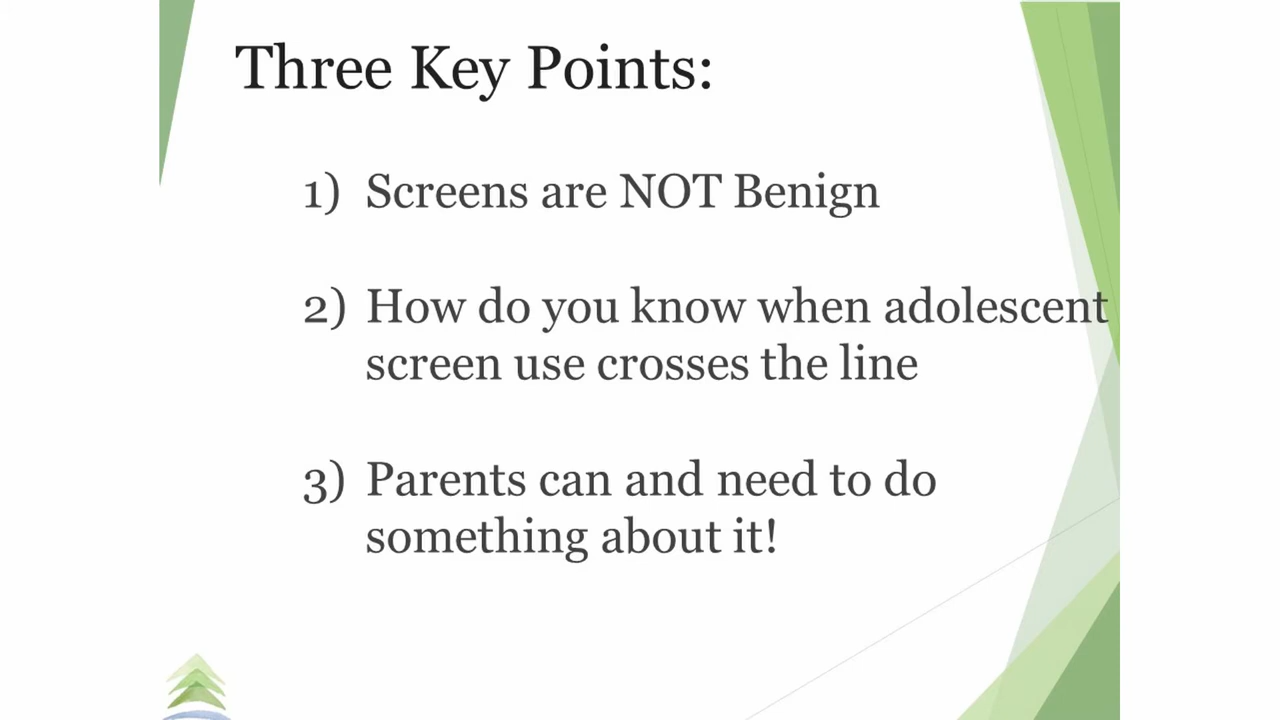 Three Key Points:
1) Screens are NOT Benign
2) How do you know when adolescent
screen use crosses the line
3) Parents can and need to do
something about it!